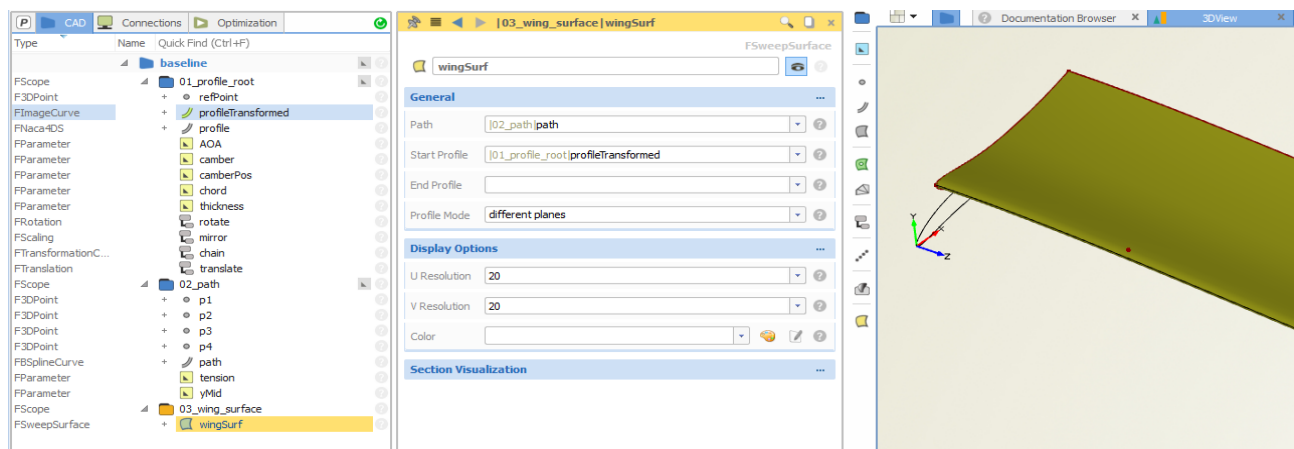 P CAD Connections Optimization
Type Name Quick Find (Ctrl+F)
baseline
FScope 01_profile_root
F3DPoint refPoint
FImageCurve profileTransformed
FNaca4DS profile
FParameter AOA
FParameter camber
FParameter camberPos
FParameter chord
FParameter thickness
FRotation rotate
FScaling mirror
FTransformationC... chain
FTranslation translate
FScope 02_path
F3DPoint p1
F3DPoint p2
F3DPoint p3
F3DPoint p4
FBSplineCurve path
FParameter tension
FParameter yMid
FScope 03_wing_surface
FSweepSurface wingSurf
|03_wing_surface|wingSurf
FSweepSurface
wingSurf
General ...
Path |02_path|path
Start Profile |01_profile_root|profileTransformed
End Profile
Profile Mode different planes
Display Options ...
U Resolution 20
V Resolution 20
Color
Section Visualization ...
Documentation Browser 3DView
Y
X
Z